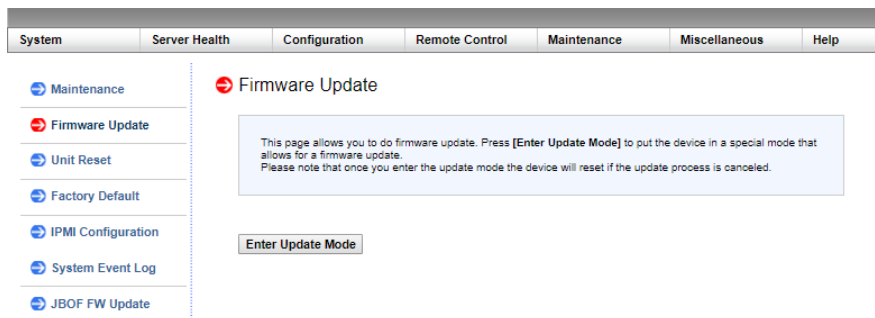 System Server Health Configuration Remote Control Maintenance Miscellaneous Help
Maintenance
Firmware Update
Unit Reset
Factory Default
IPMI Configuration
System Event Log
JBOF FW Update
Firmware Update
This page allows you to do firmware update. Press [Enter Update Mode] to put the device in a special mode that
allows for a firmware update.
Please note that once you enter the update mode the device will reset if the update process is canceled.
Enter Update Mode